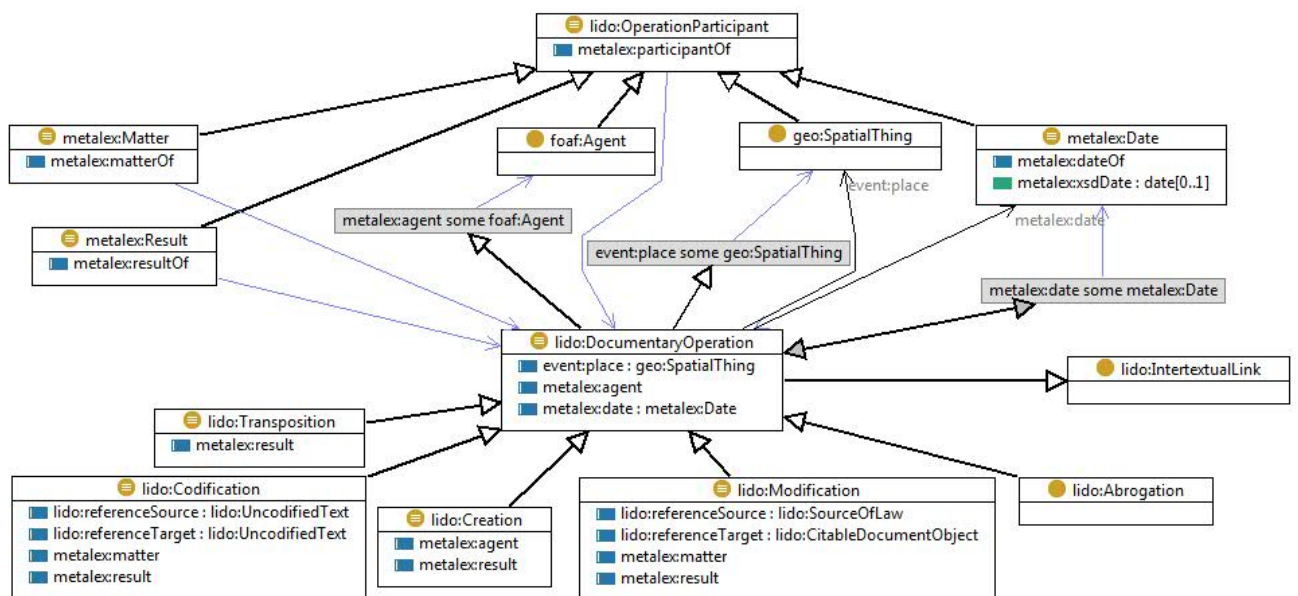 lido:OperationParticipant
metalex:participantOf
metalex:Matter
metalex:matterOf
foaf:Agent
geo:SpatialThing
metalex:Date
metalex:dateOf
metalex:xsdDate : date[0..1]
event:place
metalex:agent some foaf:Agent
metalex:date
metalex:Result
metalex:resultOf
event:place some geo:SpatialThing
metalex:date some metalex:Date
lido:DocumentaryOperation
event:place : geo:SpatialThing
metalex:agent
metalex:date : metalex:Date
lido:IntertextualLink
lido:Transposition
metalex:result
lido:Codification
lido:referenceSource : lido:UncodifiedText
lido:referenceTarget : lido:UncodifiedText
metalex:matter
metalex:result
lido:Creation
metalex:agent
metalex:result
lido:Modification
lido:referenceSource : lido:SourceOfLaw
lido:referenceTarget : lido:CitableDocumentObject
metalex:matter
metalex:result
lido:Abrogation